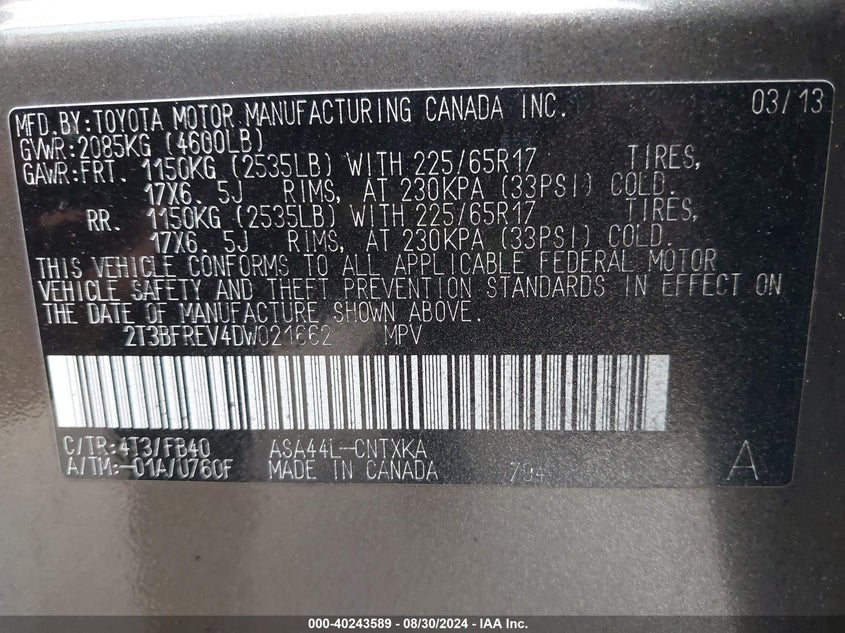 MFD.BY:TOYOTA MOTOR MANUFACTURING CANADA INC. 03/13
GVWR:2085KG (4600LB)
GAWR:FRT. 1150KG (2535LB) WITH 225/65R17 TIRES,
17X6. 5J RIMS, AT 230KPA (33PSI) COLD.
RR. 1150KG (2535LB) WITH 225/65R17 TIRES,
17X6. 5J RIMS, AT 230KPA (33PSI) COLD.
THIS VEHICLE CONFORMS TO ALL APPLICABLE FEDERAL MOTOR
VEHICLE SAFETY AND THEFT PREVENTION STANDARDS IN EFFECT ON
THE DATE OF MANUFACTURE SHOWN ABOVE.
2T3BFREV4DW021662 MPV
C/TR:4T3/FB40 ASA44L-CNTXKA
A/TM:-01A/U760F MADE IN CANADA 794 A
000-40243589 - 08/30/2024 - IAA, Inc.